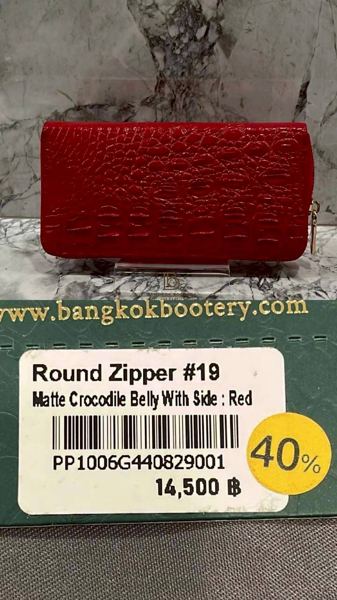 www.bangkokbootery.com
Round Zipper #19
Matte Crocodile Belly With Side : Red
PP1006G440829001
14,500 ฿
40%